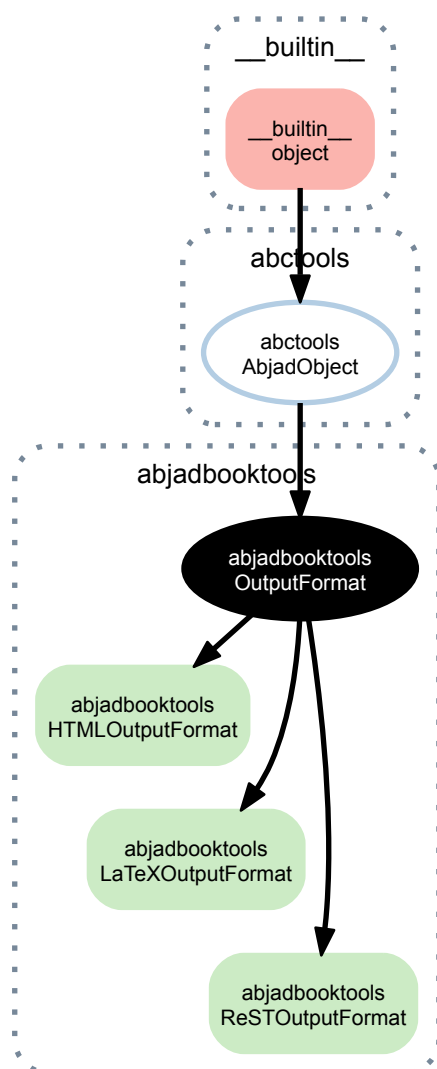 __builtin__
__builtin__
object
abctools
abctools
AbjadObject
abjadbooktools
abjadbooktools
OutputFormat
abjadbooktools
HTMLOutputFormat
abjadbooktools
LaTeXOutputFormat
abjadbooktools
ReSTOutputFormat